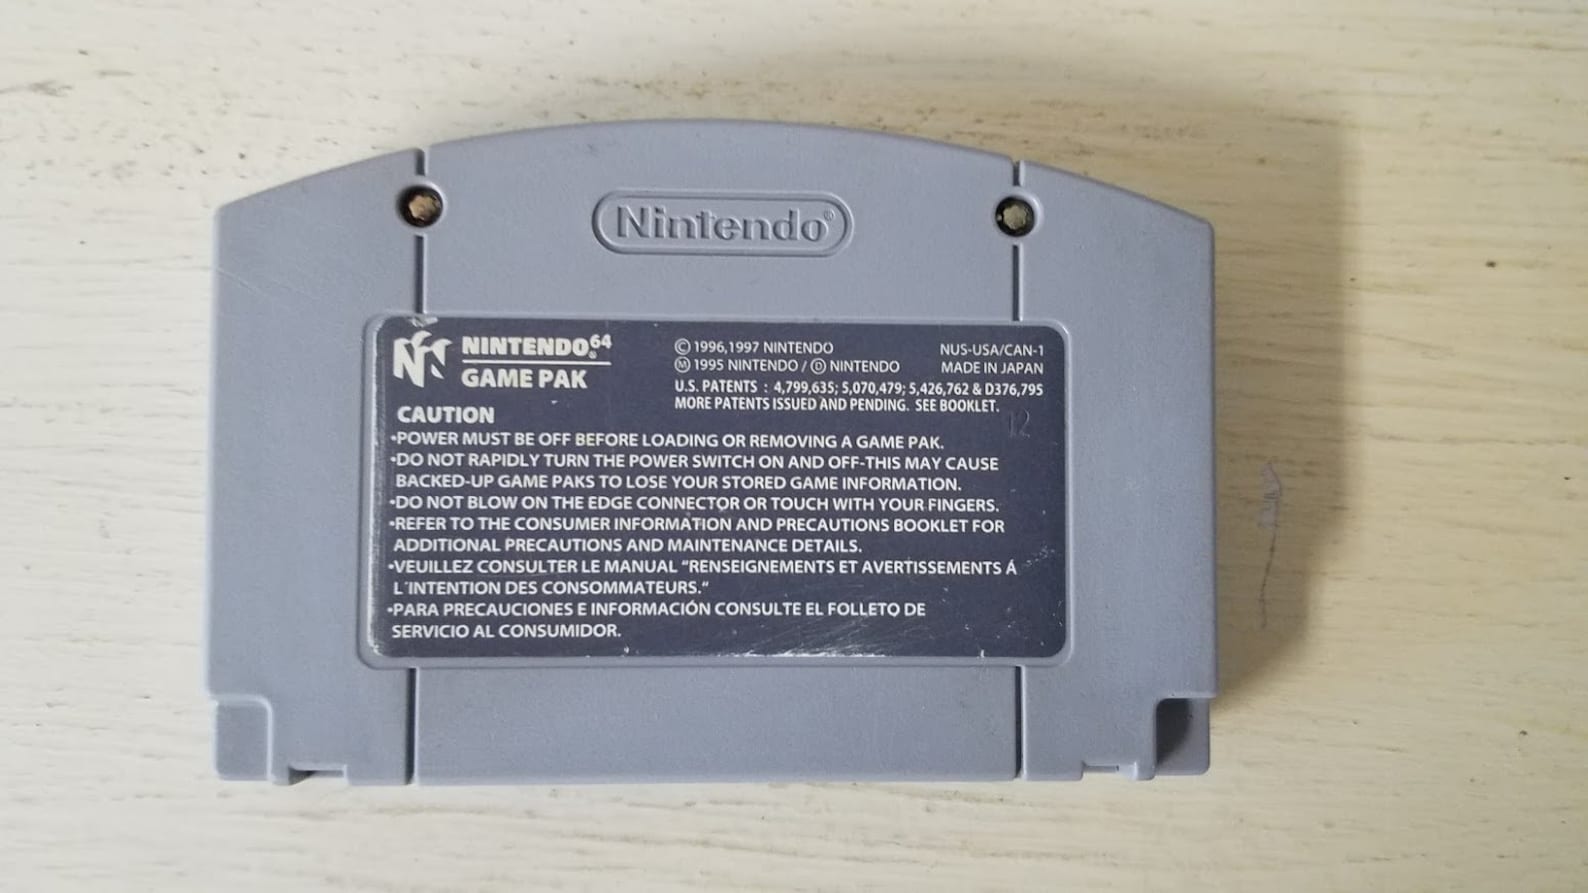 Nintendo®
NINTENDO64®
GAME PAK
©1996,1997 NINTENDO
Ⓜ 1995 NINTENDO / Ⓓ NINTENDO
NUS-USA/CAN-1
MADE IN JAPAN
U.S. PATENTS : 4,799,635; 5,070,479; 5,426,762 & D376,795
MORE PATENTS ISSUED AND PENDING. SEE BOOKLET.
12
CAUTION
•POWER MUST BE OFF BEFORE LOADING OR REMOVING A GAME PAK.
•DO NOT RAPIDLY TURN THE POWER SWITCH ON AND OFF-THIS MAY CAUSE
BACKED-UP GAME PAKS TO LOSE YOUR STORED GAME INFORMATION.
•DO NOT BLOW ON THE EDGE CONNECTOR OR TOUCH WITH YOUR FINGERS.
•REFER TO THE CONSUMER INFORMATION AND PRECAUTIONS BOOKLET FOR
ADDITIONAL PRECAUTIONS AND MAINTENANCE DETAILS.
•VEUILLEZ CONSULTER LE MANUAL "RENSEIGNEMENTS ET AVERTISSEMENTS Á
L'INTENTION DES CONSOMMATEURS."
•PARA PRECAUCIONES E INFORMACIÓN CONSULTE EL FOLLETO DE
SERVICIO AL CONSUMIDOR.